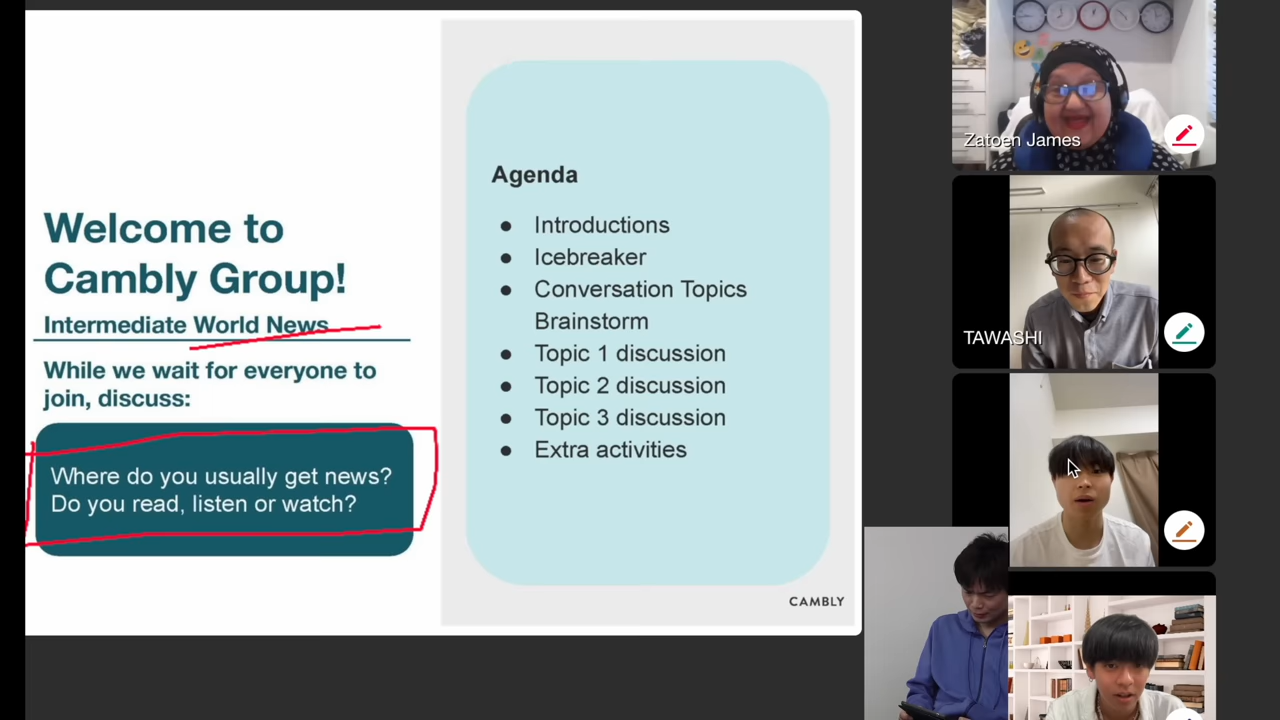 Welcome to
Cambly Group!
Intermediate World News
While we wait for everyone to
join, discuss:
Where do you usually get news?
Do you read, listen or watch?
Agenda
● Introductions
● Icebreaker
● Conversation Topics
Brainstorm
● Topic 1 discussion
● Topic 2 discussion
● Topic 3 discussion
● Extra activities
CAMBLY
Zatoen James
TAWASHI